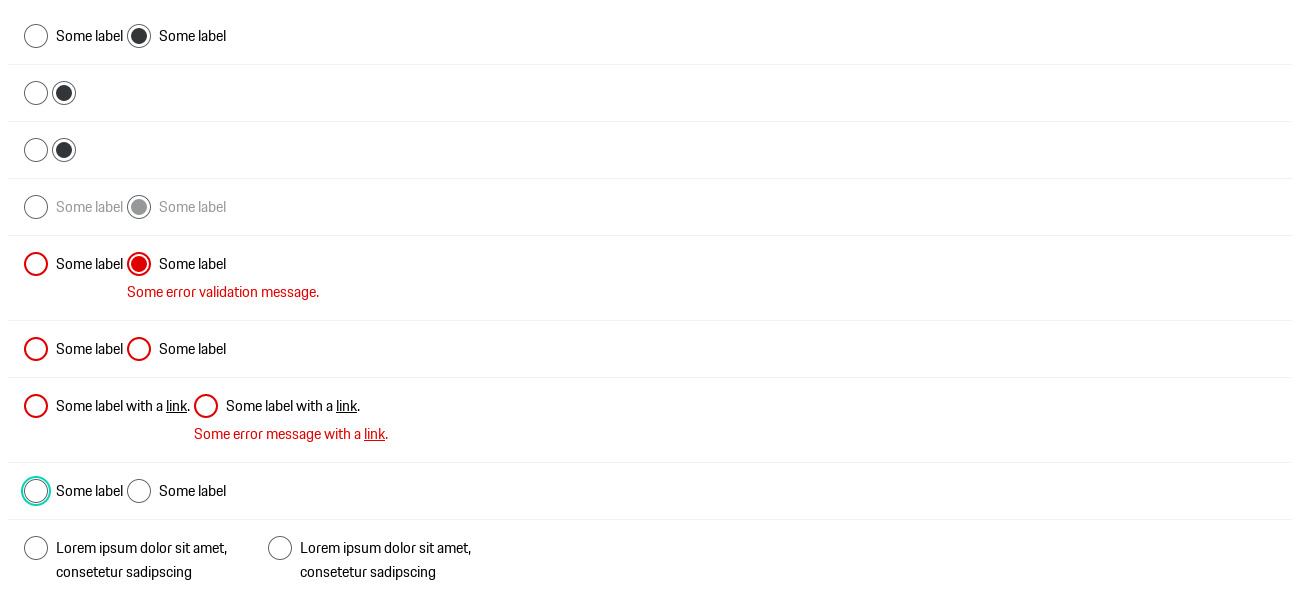 Some label Some label
Some label Some label
Some label Some label
Some error validation message.
Some label Some label
Some label with a link. Some label with a link.
Some error message with a link.
Some label Some label
Lorem ipsum dolor sit amet, Lorem ipsum dolor sit amet,
consetetur sadipscing consetetur sadipscing